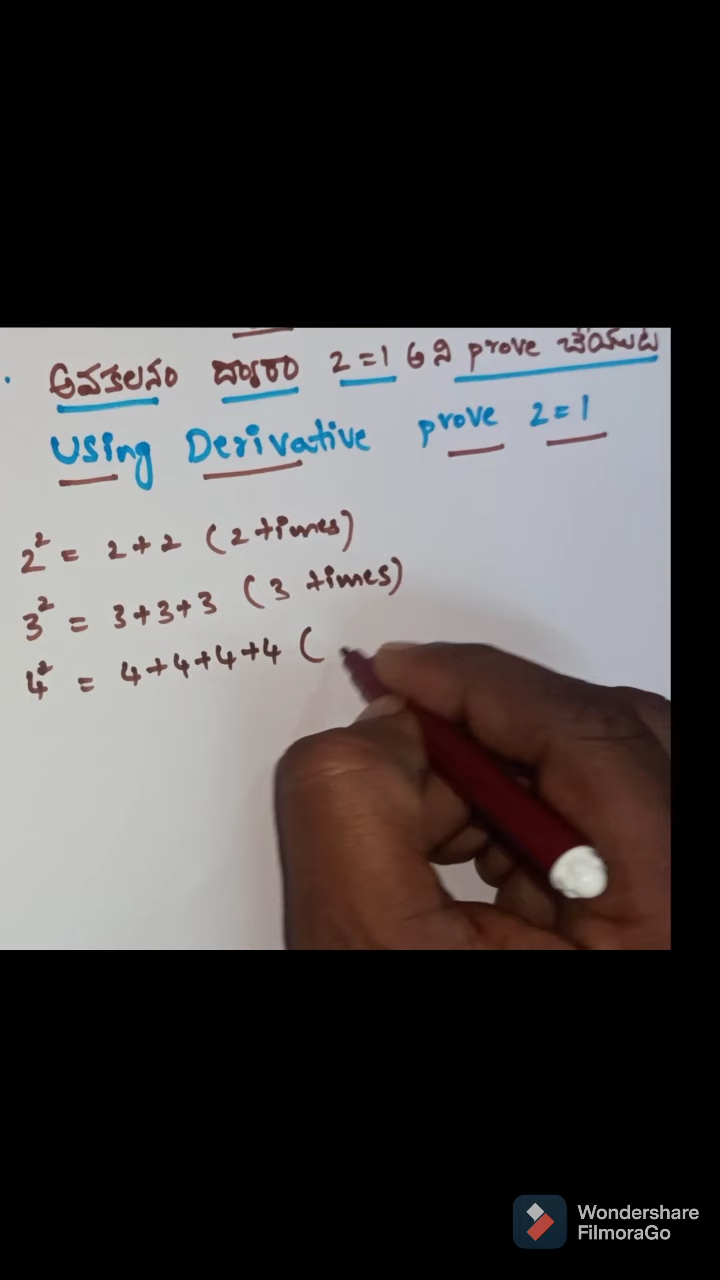 అవకలనం ద్వారా 2=1 అని prove చేయుట
Using Derivative prove 2=1
2² = 2+2 (2 times)
3² = 3+3+3 (3 times)
4² = 4+4+4+4 (
Wondershare
FilmoraGo